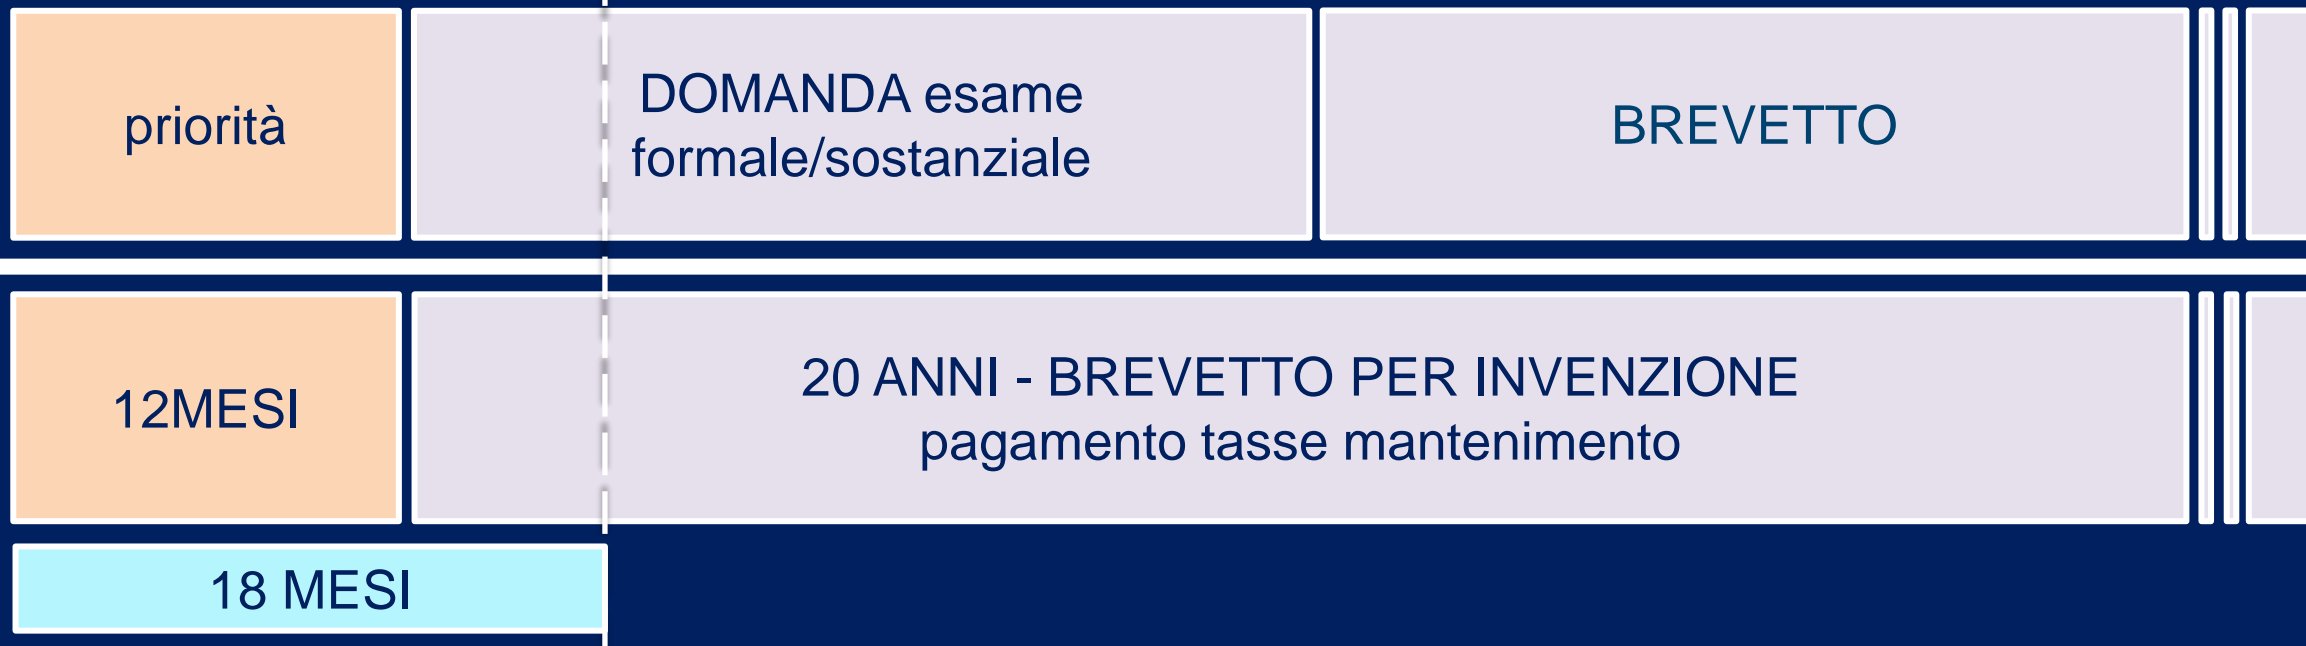 priorità
DOMANDA esame
formale/sostanziale
BREVETTO
12MESI
20 ANNI - BREVETTO PER INVENZIONE
pagamento tasse mantenimento
18 MESI